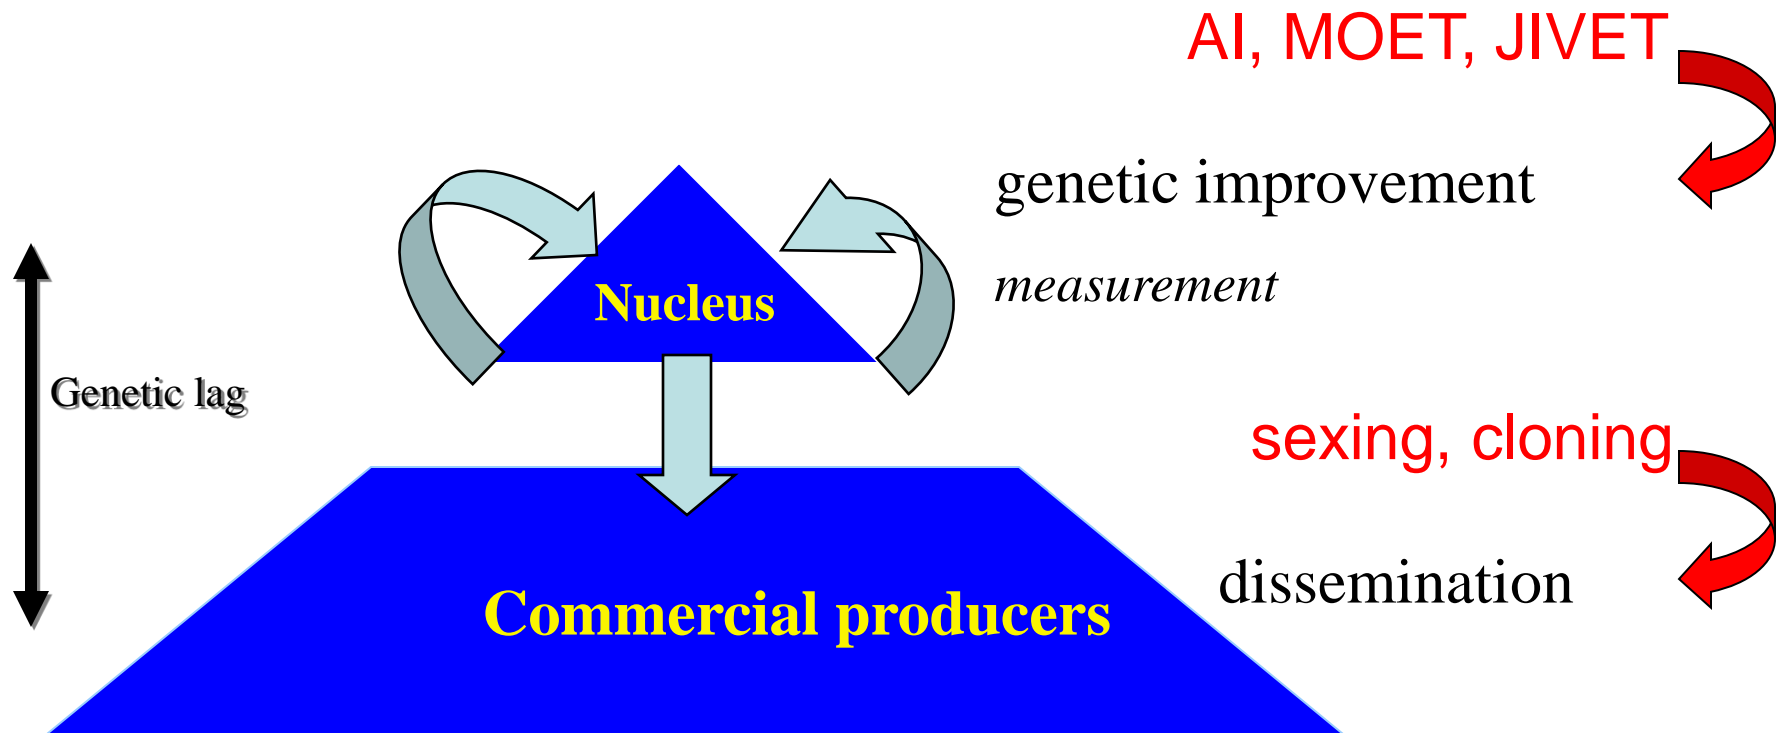 AI, MOET, JIVET
genetic improvement
Nucleus
measurement
Genetic lag
sexing, cloning
dissemination
Commercial producers